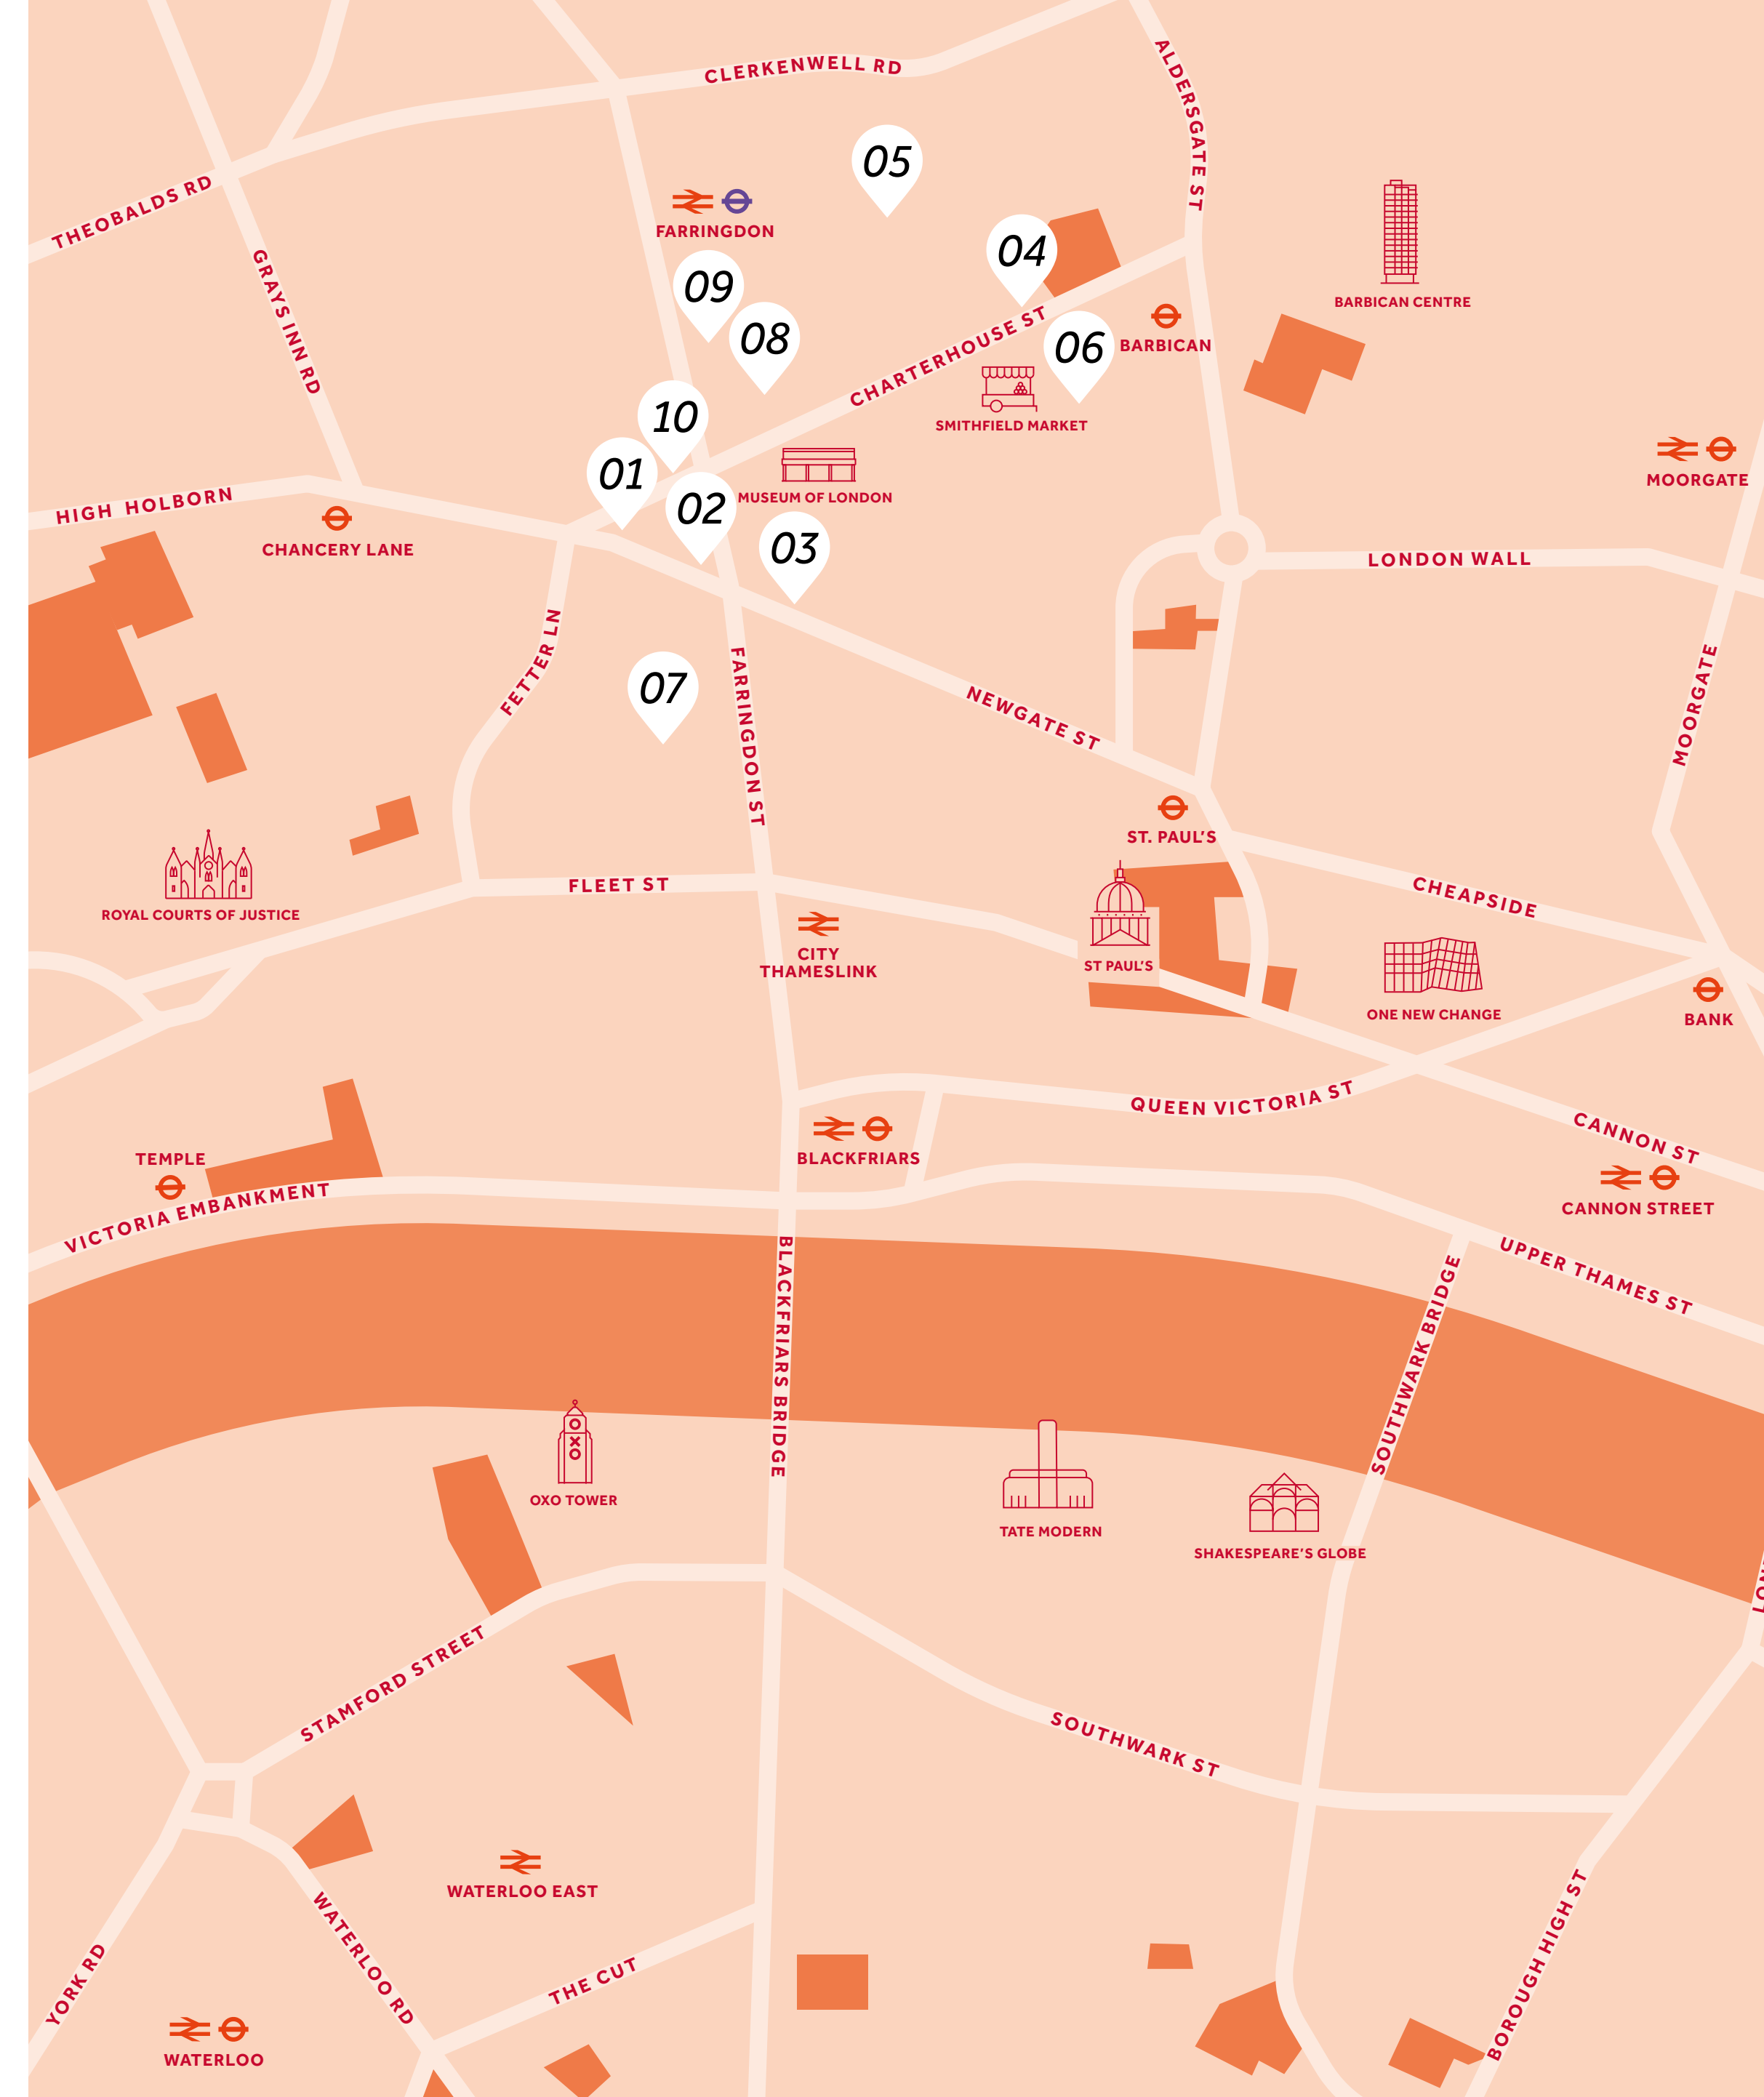 CLERKENWELL RD
ALDERSGATE ST
05
THEOBALDS RD
FARRINGDON
04
09
GRAYS INN RD
BARBICAN CENTRE
08
CHARTERHOUSE ST
06
BARBICAN
10
SMITHFIELD MARKET
01
MOORGATE
HIGH HOLBORN
02
MUSEUM OF LONDON
CHANCERY LANE
03
LONDON WALL
FETTER LN
07
FARRINGDON ST
NEWGATE ST
MOORGATE
ST. PAUL'S
FLEET ST
CHEAPSIDE
ROYAL COURTS OF JUSTICE
CITY
THAMESLINK
ST PAUL'S
ONE NEW CHANGE
BANK
QUEEN VICTORIA ST
CANNON ST
TEMPLE
BLACKFRIARS
VICTORIA EMBANKMENT
CANNON STREET
UPPER THAMES ST
BLACKFRIARS BRIDGE
SOUTHWARK BRIDGE
OXO
OXO TOWER
TATE MODERN
SHAKESPEARE'S GLOBE
STAMFORD STREET
SOUTHWARK ST
WATERLOO EAST
WATERLOO RD
BOROUGH HIGH ST
YORK RD
THE CUT
WATERLOO